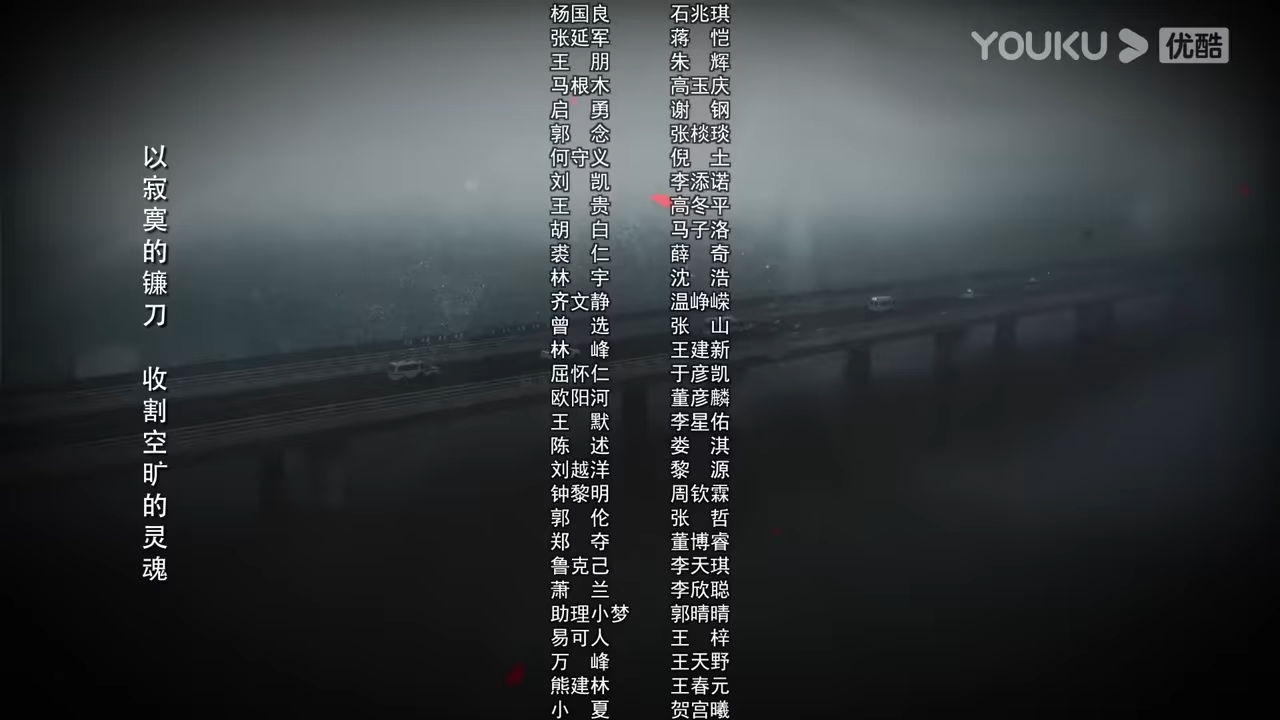 YOUKU 优酷
以寂寞的镰刀 收割空旷的灵魂
杨国良 石兆琪
张延军 蒋恺
王朋 朱辉
马根木 高玉庆
启勇 谢钢
郭念 张棪琰
何守义 倪土
刘凯 李添诺
王贵 高冬平
胡白 马子洛
裘仁 薛奇
林宇 沈浩
齐文静 温峥嵘
曾选 张山
林峰 王建新
屈怀仁 于彦凯
欧阳河 董彦麟
王默 李星佑
陈述 娄淇
刘越洋 黎源
钟黎明 周钦霖
郭伦 张哲
郑夺 董博睿
鲁克己 李天琪
萧兰 李欣聪
助理小梦 郭晴晴
易可人 王梓
万峰 王天野
熊建林 王春元
小夏 贺宫曦